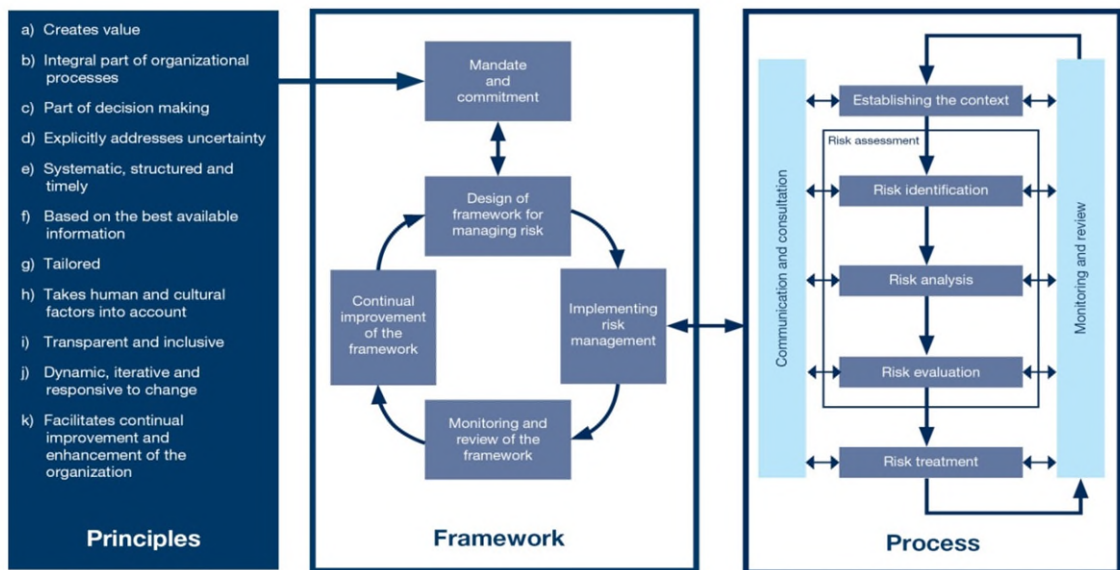 a) Creates value
b) Integral part of organizational
processes
c) Part of decision making
d) Explicitly addresses uncertainty
e) Systematic, structured and
timely
f) Based on the best available
information
g) Tailored
h) Takes human and cultural
factors into account
i) Transparent and inclusive
j) Dynamic, iterative and
responsive to change
k) Facilitates continual
improvement and
enhancement of the
organization
Principles
Mandate
and
commitment
Design of
framework for
managing risk
Continual
improvement
of the
framework
Implementing
risk
management
Monitoring and
review of the
framework
Framework
Communication and consultation
Establishing the context
Risk assessment
Risk identification
Risk analysis
Risk evaluation
Risk treatment
Monitoring and review
Process